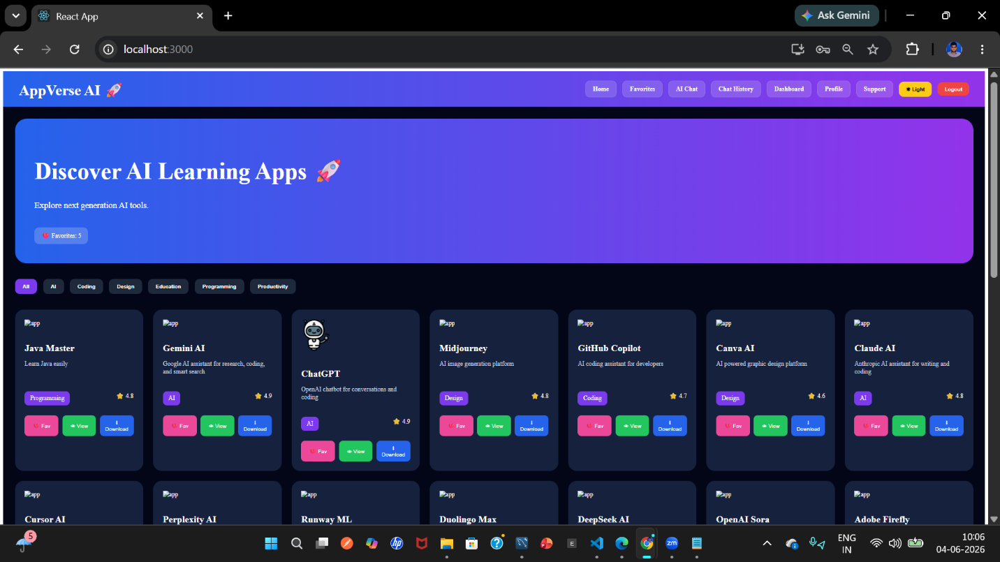 React App
Ask Gemini
localhost:3000
AppVerse AI 🚀
Home
Favorites
AI Chat
Chat History
Dashboard
Profile
Support
Light
Logout
Discover AI Learning Apps 🚀
Explore next generation AI tools.
Favorites: 5
All
AI
Coding
Design
Education
Programming
Productivity
app
Java Master
Learn Java easily
Programming
⭐ 4.8
Fav
View
Download
app
Gemini AI
Google AI assistant for research, coding,
and smart search
AI
⭐ 4.9
Fav
View
Download
ChatGPT
OpenAI chatbot for conversations and
coding
AI
⭐ 4.9
Fav
View
Download
app
Midjourney
AI image generation platform
Design
⭐ 4.8
Fav
View
Download
app
GitHub Copilot
AI coding assistant for developers
Coding
⭐ 4.7
Fav
View
Download
app
Canva AI
AI powered graphic design platform
Design
⭐ 4.6
Fav
View
Download
app
Claude AI
Anthropic AI assistant for writing and
coding
AI
⭐ 4.8
Fav
View
Download
app
Cursor AI
app
Perplexity AI
app
Runway ML
app
Duolingo Max
app
DeepSeek AI
app
OpenAI Sora
app
Adobe Firefly
5
hp
E
zm
ENG
IN
10:06
04-06-2026